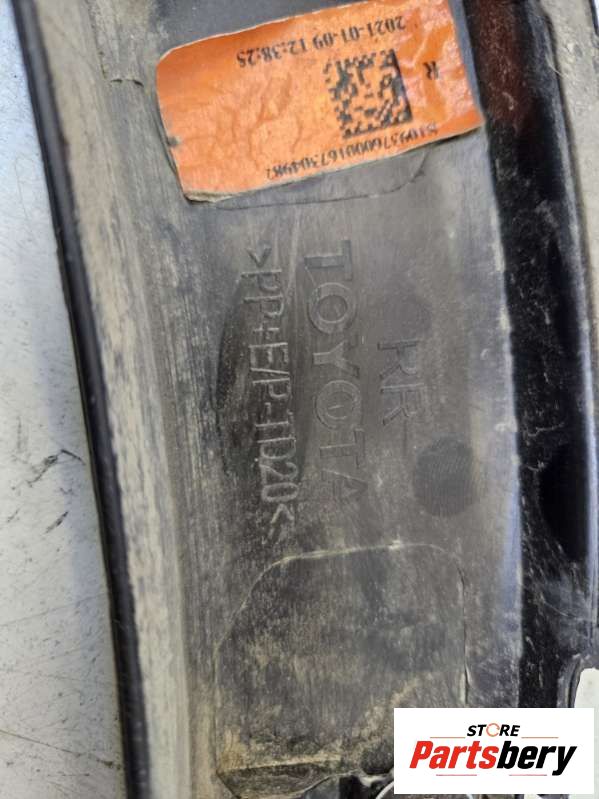 2021-01-09 12:38:25
R
RR
TOYOTA
>PP+E/P-TD20<
STORE
Partsbery